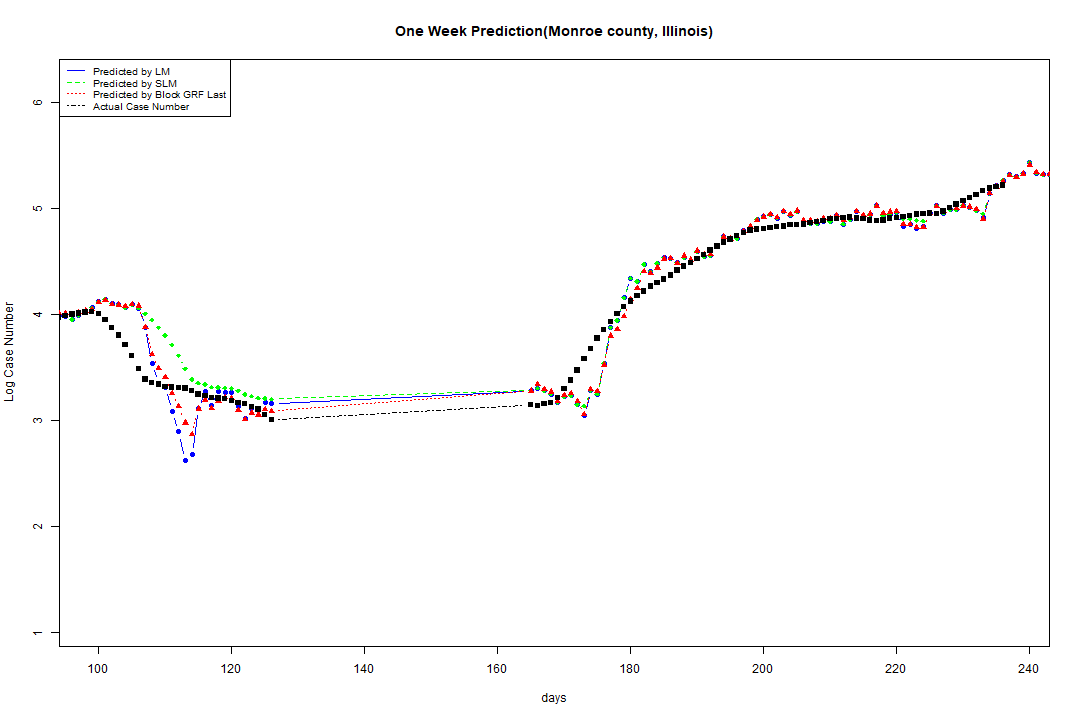 One Week Prediction(Monroe county, Illinois)
Predicted by LM
Predicted by SLM
Predicted by Block GRF Last
Actual Case Number
6
5
4
3
2
1
Log Case Number
100 120 140 160 180 200 220 240
days